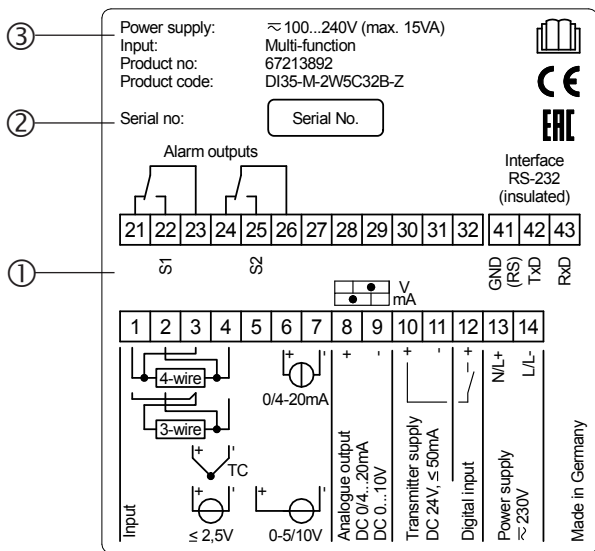 ③ Power supply: ≂ 100...240V (max. 15VA)
Input: Multi-function
Product no: 67213892
Product code: DI35-M-2W5C32B-Z
CE
② Serial no: Serial No.
EAC
Alarm outputs
Interface
RS-232
(insulated)
21 22 23 24 25 26 27 28 29 30 31 32 41 42 43
① S1 S2 GND (RS) TxD RxD
V
mA
1 2 3 4 5 6 7 8 9 10 11 12 13 14
+ - + - + - - + N/L+ L/L-
4-wire
0/4-20mA
3-wire
+ - TC
+ - + -
≤ 2,5V 0-5/10V
Input
Analogue output
DC 0/4...20mA
DC 0...10V
Transmitter supply
DC 24V, ≤ 50mA
Digital input
Power supply
≂ 230V
Made in Germany